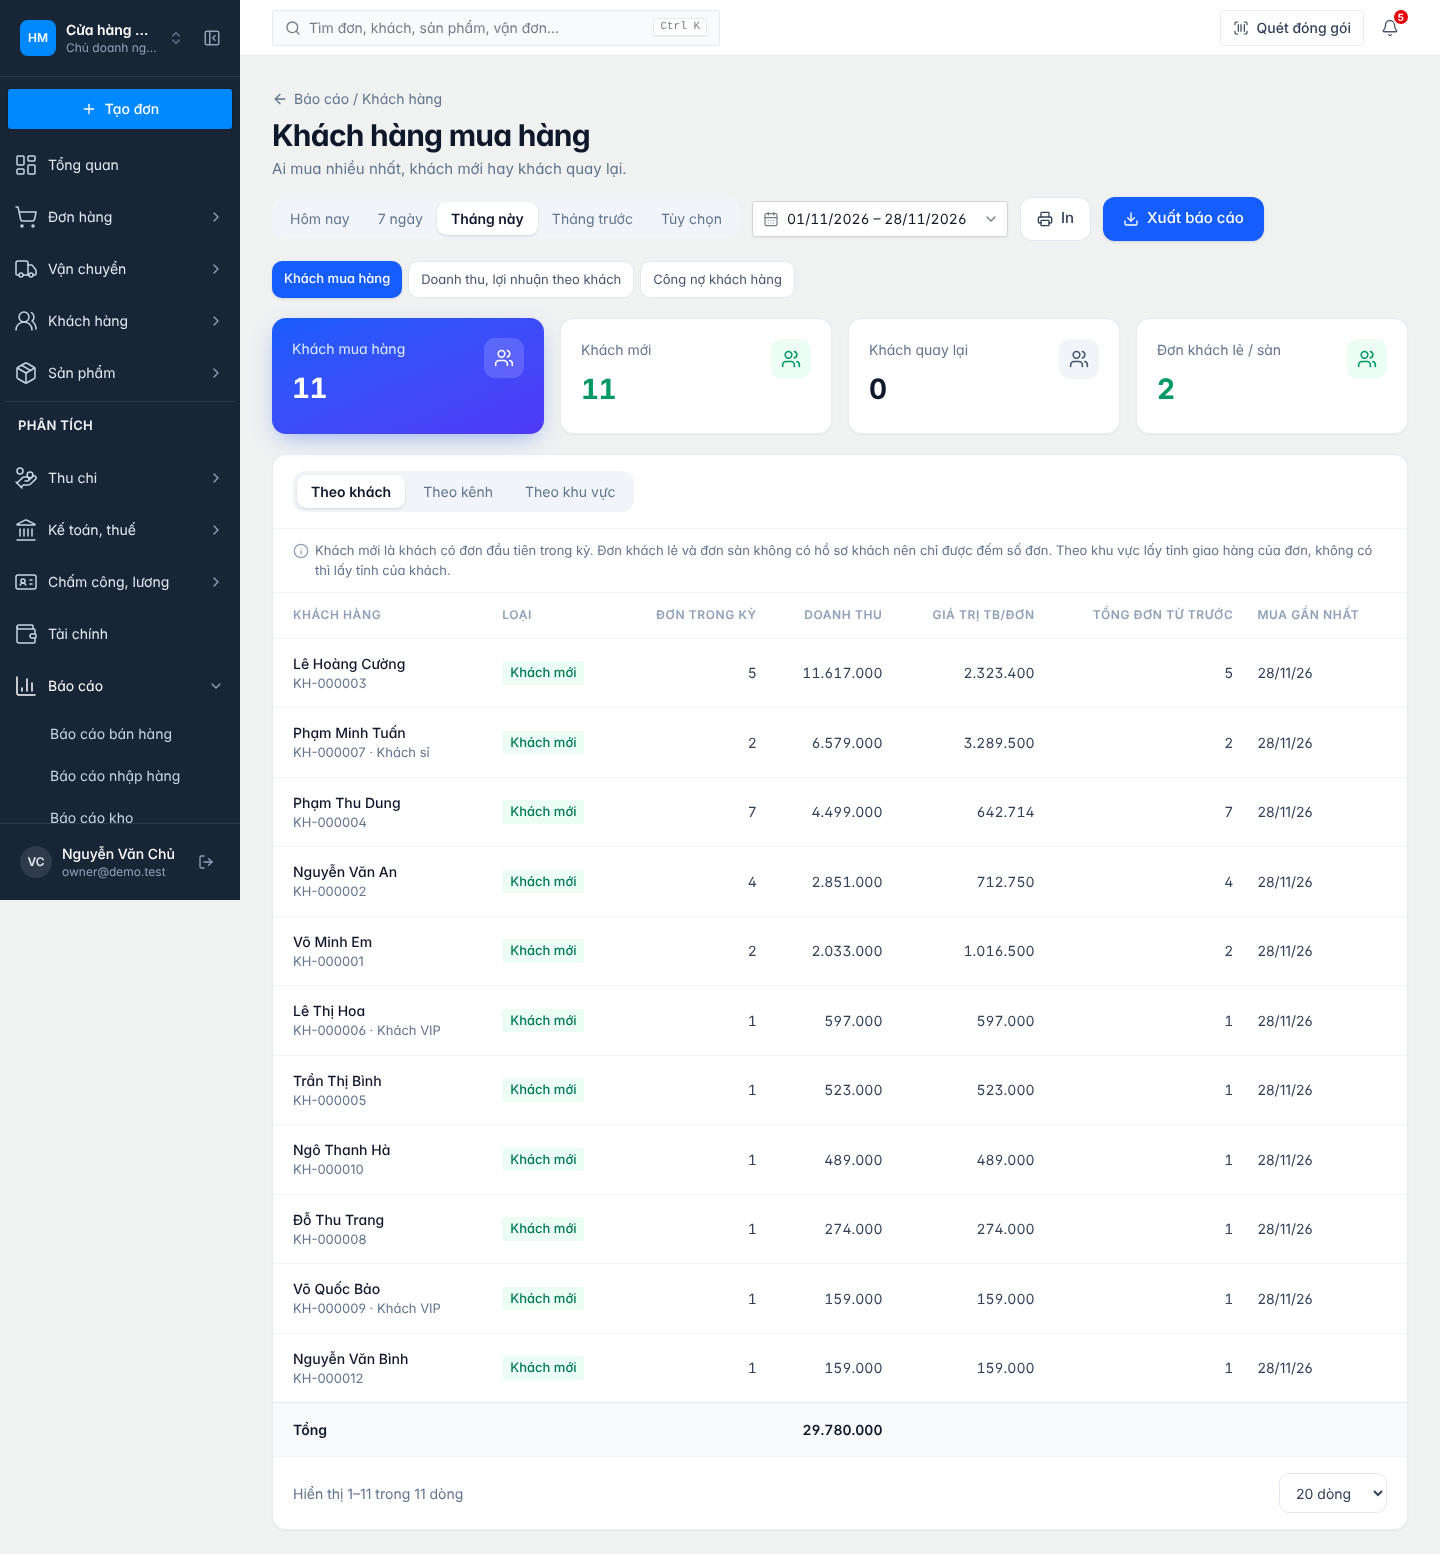 HM
Cửa hàng ...
Chủ doanh ng...
Tìm đơn, khách, sản phẩm, vận đơn...
Ctrl K
Quét đóng gói
5
Tạo đơn
Tổng quan
Đơn hàng
Vận chuyển
Khách hàng
Sản phẩm
PHÂN TÍCH
Thu chi
Kế toán, thuế
Chấm công, lương
Tài chính
Báo cáo
Báo cáo bán hàng
Báo cáo nhập hàng
Báo cáo kho
VC
Nguyễn Văn Chủ
owner@demo.test
Báo cáo / Khách hàng
Khách hàng mua hàng
Ai mua nhiều nhất, khách mới hay khách quay lại.
Hôm nay 7 ngày Tháng này Tháng trước Tùy chọn
01/11/2026 – 28/11/2026
In
Xuất báo cáo
Khách mua hàng
Doanh thu, lợi nhuận theo khách
Công nợ khách hàng
Khách mua hàng
11
Khách mới
11
Khách quay lại
0
Đơn khách lẻ / sàn
2
Theo khách Theo kênh Theo khu vực
Khách mới là khách có đơn đầu tiên trong kỳ. Đơn khách lẻ và đơn sàn không có hồ sơ khách nên chỉ được đếm số đơn. Theo khu vực lấy tỉnh giao hàng của đơn, không có
thì lấy tỉnh của khách.
KHÁCH HÀNG LOẠI ĐƠN TRONG KỲ DOANH THU GIÁ TRỊ TB/ĐƠN TỔNG ĐƠN TỪ TRƯỚC MUA GẦN NHẤT
Lê Hoàng Cường
KH-000003
Khách mới 5 11.617.000 2.323.400 5 28/11/26
Phạm Minh Tuấn
KH-000007 · Khách sỉ
Khách mới 2 6.579.000 3.289.500 2 28/11/26
Phạm Thu Dung
KH-000004
Khách mới 7 4.499.000 642.714 7 28/11/26
Nguyễn Văn An
KH-000002
Khách mới 4 2.851.000 712.750 4 28/11/26
Võ Minh Em
KH-000001
Khách mới 2 2.033.000 1.016.500 2 28/11/26
Lê Thị Hoa
KH-000006 · Khách VIP
Khách mới 1 597.000 597.000 1 28/11/26
Trần Thị Bình
KH-000005
Khách mới 1 523.000 523.000 1 28/11/26
Ngô Thanh Hà
KH-000010
Khách mới 1 489.000 489.000 1 28/11/26
Đỗ Thu Trang
KH-000008
Khách mới 1 274.000 274.000 1 28/11/26
Võ Quốc Bảo
KH-000009 · Khách VIP
Khách mới 1 159.000 159.000 1 28/11/26
Nguyễn Văn Bình
KH-000012
Khách mới 1 159.000 159.000 1 28/11/26
Tổng 29.780.000
Hiển thị 1–11 trong 11 dòng
20 dòng